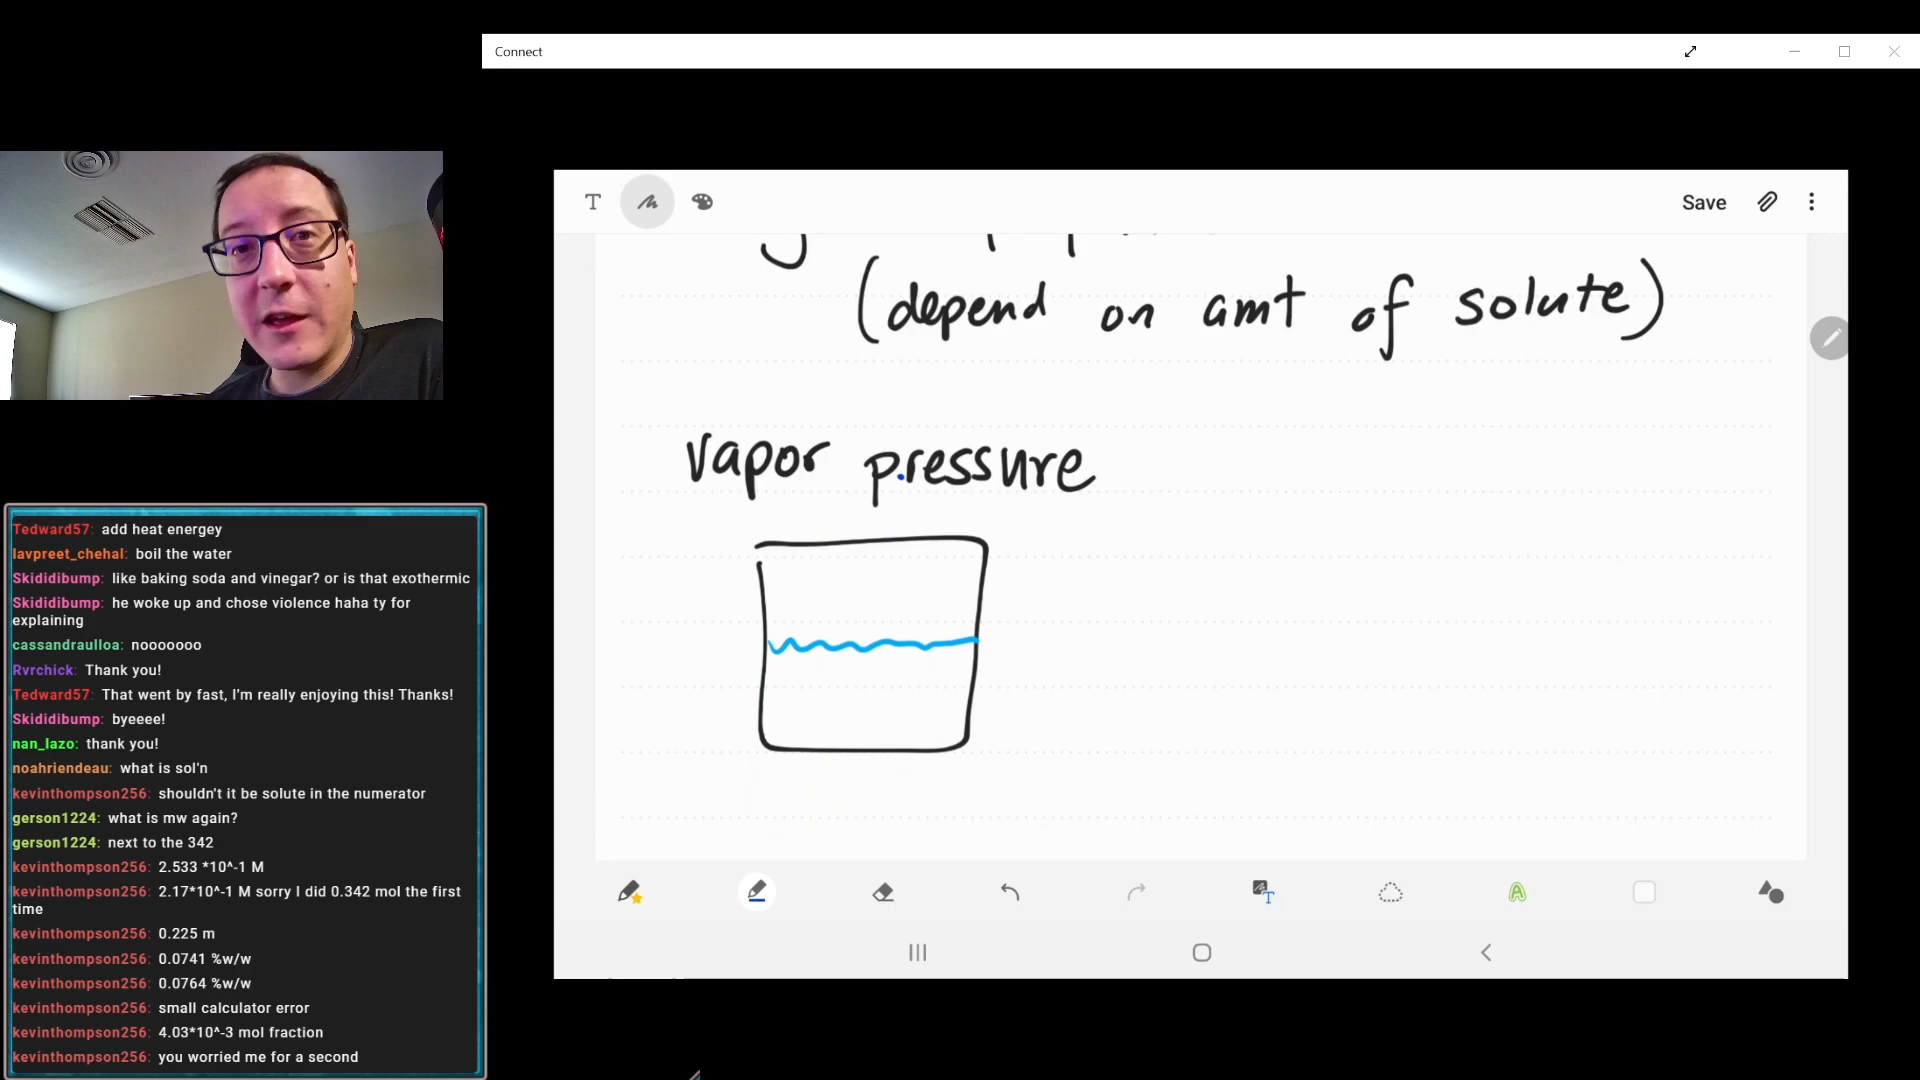 Connect
Save
(depend on amt of solute)
vapor pressure
Tedward57: add heat energey
lavpreet_chehal: boil the water
Skididibump: like baking soda and vinegar? or is that exothermic
Skididibump: he woke up and chose violence haha ty for
explaining
cassandraulloa: nooooooo
Rvrchick: Thank you!
Tedward57: That went by fast, I'm really enjoying this! Thanks!
Skididibump: byeeee!
nan_lazo: thank you!
noahriendeau: what is sol'n
kevinthompson256: shouldn't it be solute in the numerator
gerson1224: what is mw again?
gerson1224: next to the 342
kevinthompson256: 2.533 *10^-1 M
kevinthompson256: 2.17*10^-1 M sorry I did 0.342 mol the first
time
kevinthompson256: 0.225 m
kevinthompson256: 0.0741 %w/w
kevinthompson256: 0.0764 %w/w
kevinthompson256: small calculator error
kevinthompson256: 4.03*10^-3 mol fraction
kevinthompson256: you worried me for a second